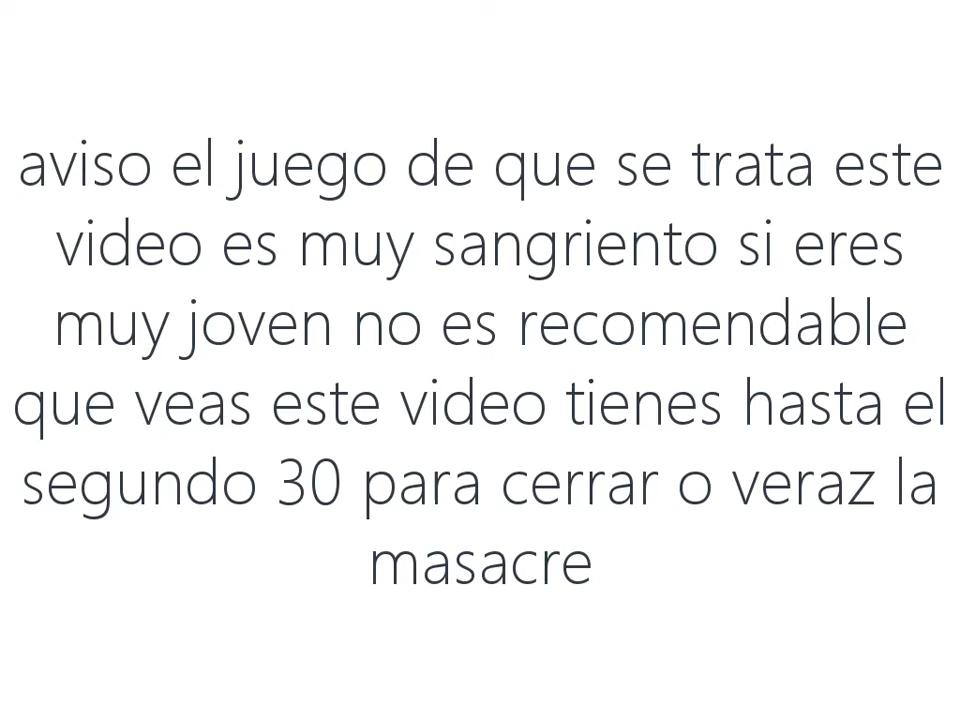 aviso el juego de que se trata este
video es muy sangriento si eres
muy joven no es recomendable
que veas este video tienes hasta el
segundo 30 para cerrar o veraz la
masacre